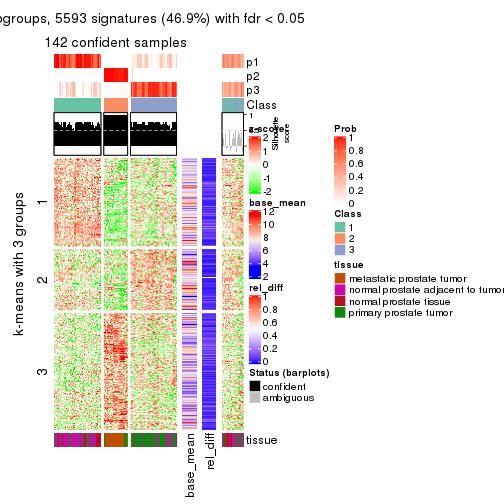 ogroups, 5593 signatures (46.9%) with fdr < 0.05
142 confident samples
p1
p2
p3
Class
1
Silhouette
score
k-means with 3 groups
1
2
3
base_mean
rel_diff
tissue
z-score
2
1
0
-1
-2
base_mean
12
10
8
6
4
2
rel_diff
1
0.8
0.6
0.4
0.2
0
Status (barplots)
confident
ambiguous
Prob
1
0.8
0.6
0.4
0.2
0
Class
1
2
3
tissue
metastatic prostate tumor
normal prostate adjacent to tumor
normal prostate tissue
primary prostate tumor